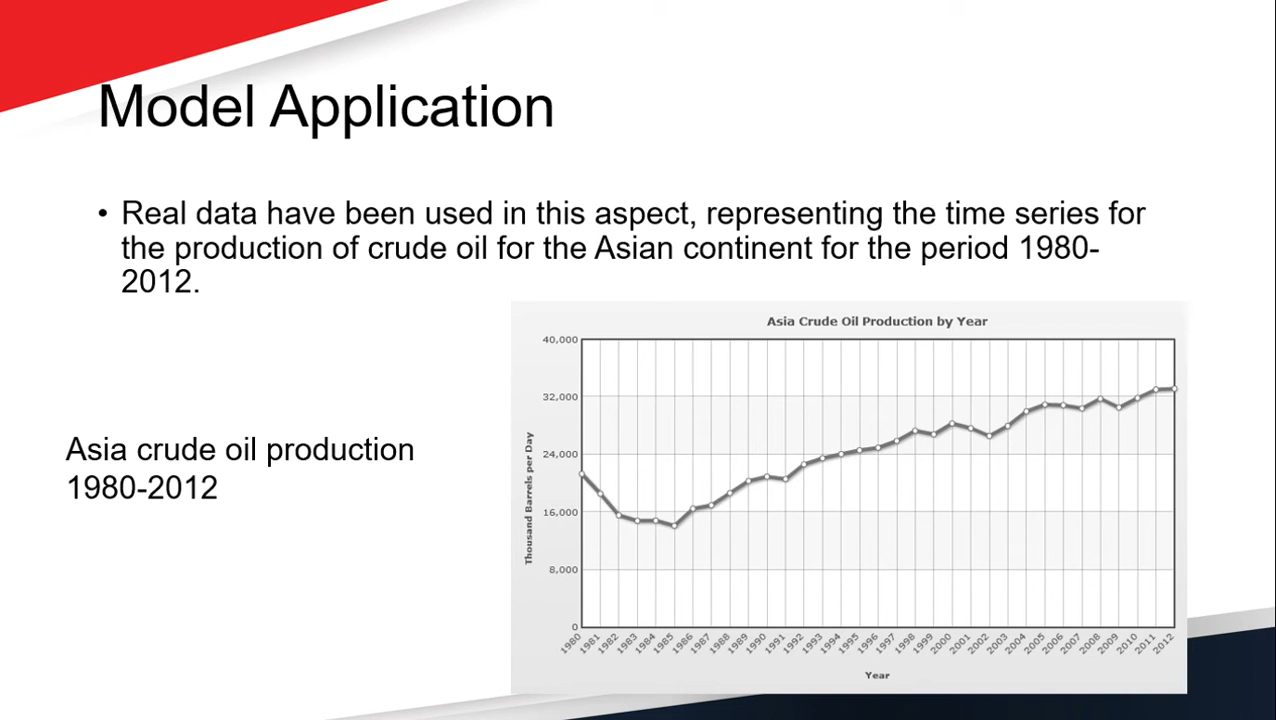 Model Application
• Real data have been used in this aspect, representing the time series for
the production of crude oil for the Asian continent for the period 1980-
2012.
Asia crude oil production
1980-2012
Asia Crude Oil Production by Year
Thousand Barrels per Day
40,000
32,000
24,000
16,000
8,000
0
1980 1981 1982 1983 1984 1985 1986 1987 1988 1989 1990 1991 1992 1993 1994 1995 1996 1997 1998 1999 2000 2001 2002 2003 2004 2005 2006 2007 2008 2009 2010 2011 2012
Year